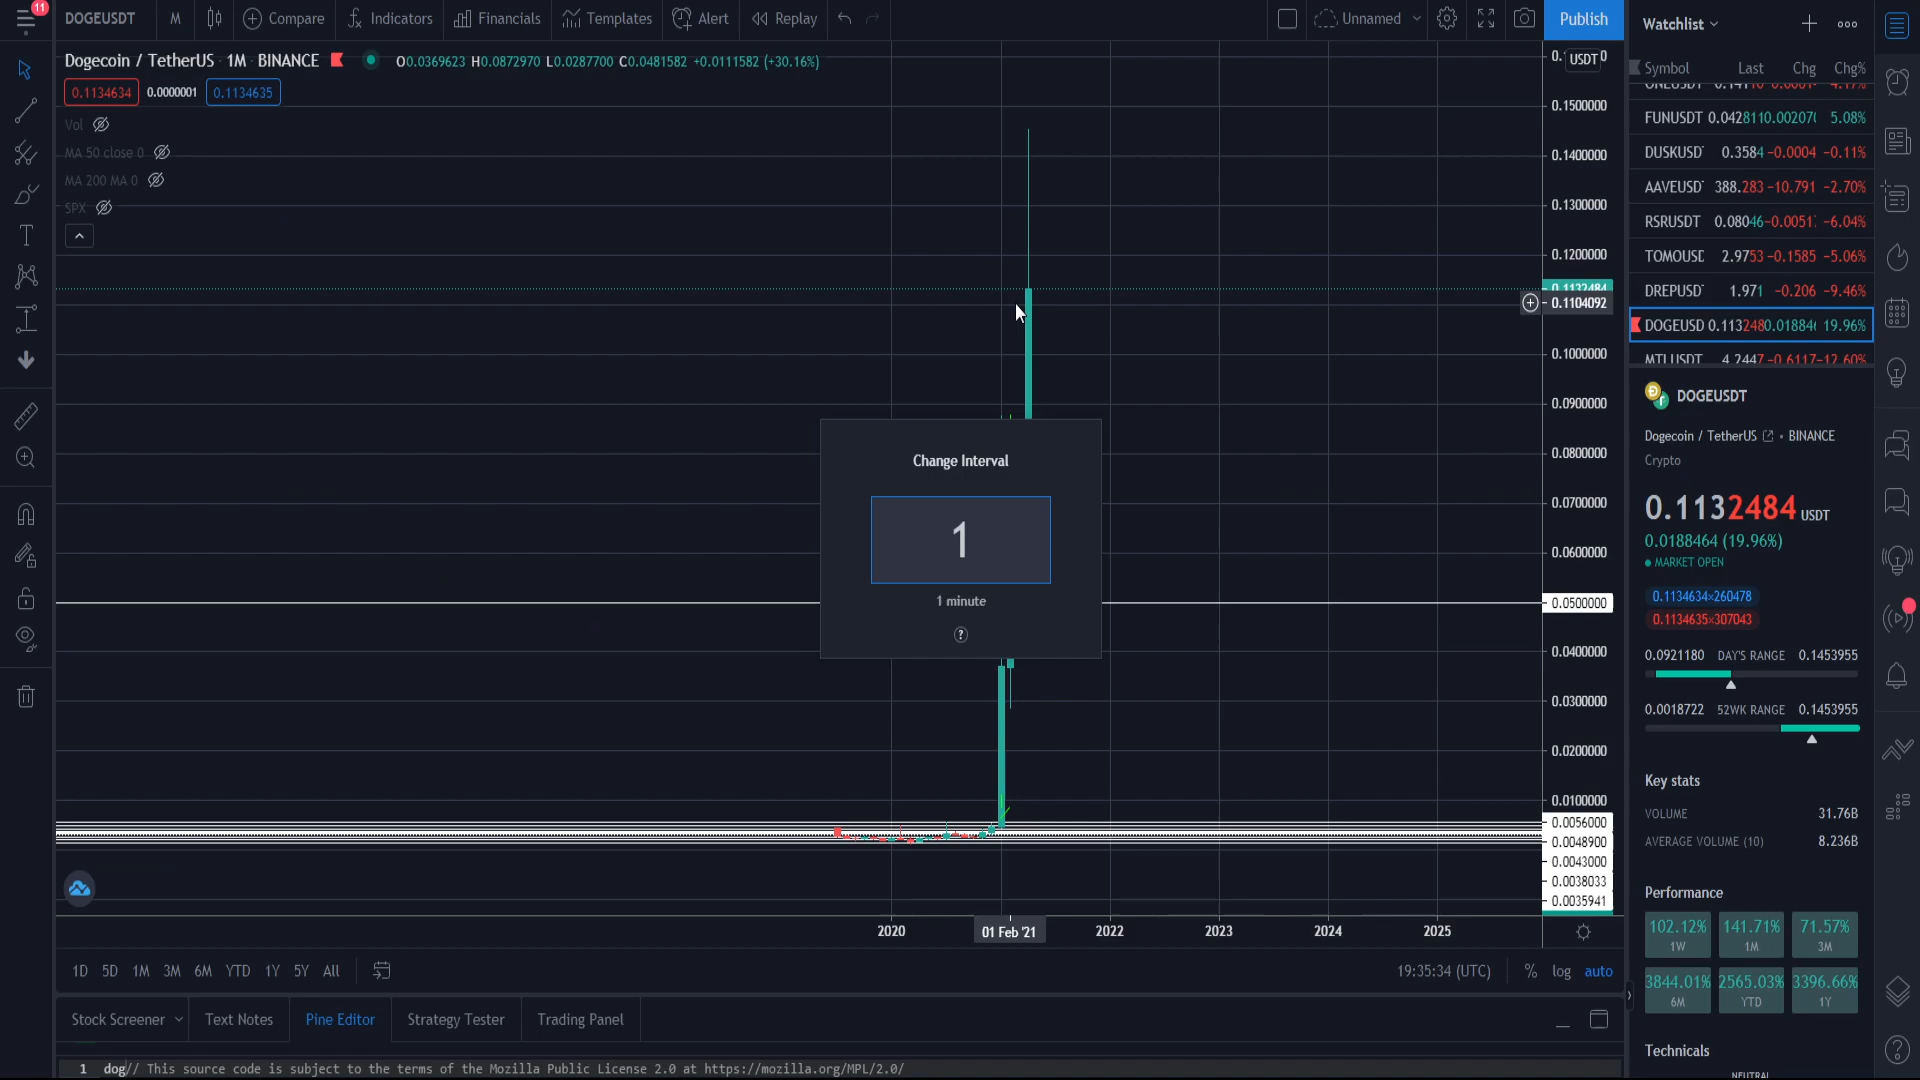 11
DOGEUSDT M Compare Indicators Financials Templates Alert Replay Unnamed Publish
Dogecoin / TetherUS 1M BINANCE O0.0369623 H0.0872970 L0.0287700 C0.0481582 +0.0111582 (+30.16%)
0.1134634 0.0000001 0.1134635
Vol
MA 50 close 0
MA 200 MA 0
SPX
USDT
0.1500000
0.1400000
0.1300000
0.1200000
0.1132484
0.1104092
0.1000000
0.0900000
0.0800000
0.0700000
0.0600000
0.0500000
0.0400000
0.0300000
0.0200000
0.0100000
0.0056000
0.0048900
0.0043000
0.0038033
0.0035941
Change Interval
1
1 minute
?
2020 01 Feb '21 2022 2023 2024 2025
1D 5D 1M 3M 6M YTD 1Y 5Y All 19:35:34 (UTC) % log auto
Stock Screener Text Notes Pine Editor Strategy Tester Trading Panel
1 dog// This source code is subject to the terms of the Mozilla Public License 2.0 at https://mozilla.org/MPL/2.0/
Watchlist
Symbol Last Chg Chg%
FUNUSDT 0.0428110.002070 5.08%
DUSKUSD 0.3584 −0.0004 −0.11%
AAVEUSD 388.283 −10.791 −2.70%
RSRUSDT 0.08046 −0.0051 −6.04%
TOMOUSD 2.9753 −0.1585 −5.06%
DREPUSD 1.971 −0.206 −9.46%
DOGEUSD 0.1132480.018846 19.96%
MTLUSDT 4.2447 −0.6117 −12.60%
DOGEUSDT
Dogecoin / TetherUS • BINANCE
Crypto
0.1132484 USDT
0.0188464 (19.96%)
MARKET OPEN
0.1134634×260478
0.1134635×307043
0.0921180 DAY'S RANGE 0.1453955
0.0018722 52WK RANGE 0.1453955
Key stats
VOLUME 31.76B
AVERAGE VOLUME (10) 8.236B
Performance
102.12% 141.71% 71.57%
1W 1M 3M
3844.01% 2565.03% 3396.66%
6M YTD 1Y
Technicals
NEUTRAL